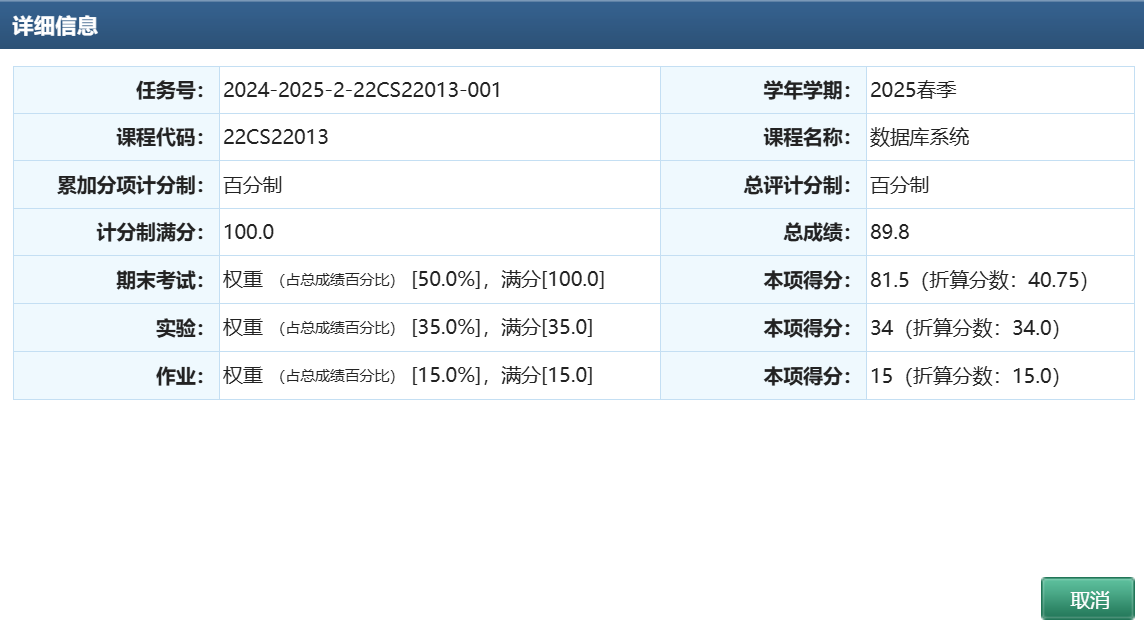 详细信息
任务号： 2024-2025-2-22CS22013-001 学年学期： 2025春季
课程代码： 22CS22013 课程名称： 数据库系统
累加分项计分制： 百分制 总评计分制： 百分制
计分制满分： 100.0 总成绩： 89.8
期末考试： 权重 （占总成绩百分比） [50.0%]，满分[100.0] 本项得分： 81.5（折算分数：40.75）
实验： 权重 （占总成绩百分比） [35.0%]，满分[35.0] 本项得分： 34（折算分数：34.0）
作业： 权重 （占总成绩百分比） [15.0%]，满分[15.0] 本项得分： 15（折算分数：15.0）
取消